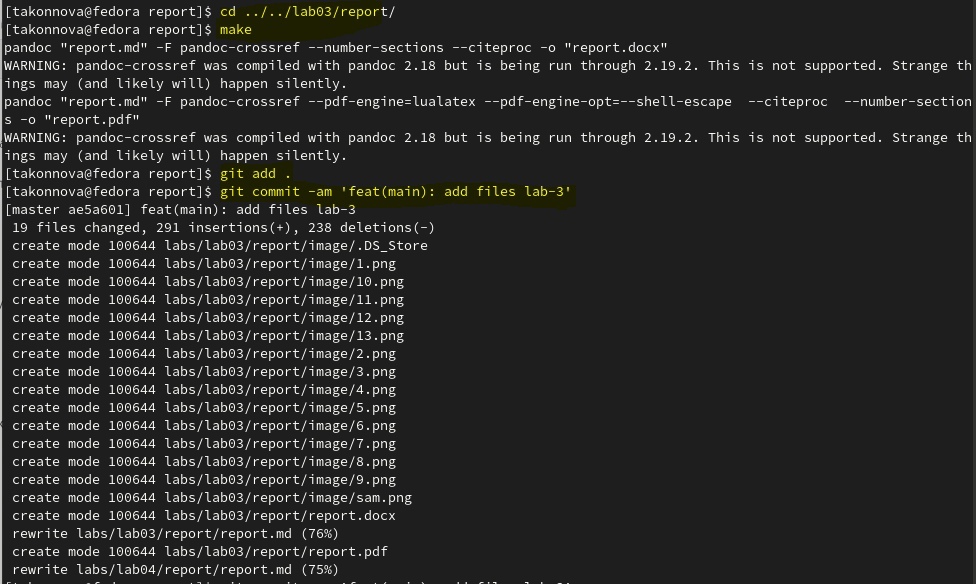 [takonnova@fedora report]$ cd ../../lab03/report/
[takonnova@fedora report]$ make
pandoc "report.md" -F pandoc-crossref --number-sections --citeproc -o "report.docx"
WARNING: pandoc-crossref was compiled with pandoc 2.18 but is being run through 2.19.2. This is not supported. Strange th
ings may (and likely will) happen silently.
pandoc "report.md" -F pandoc-crossref --pdf-engine=lualatex --pdf-engine-opt=--shell-escape  --citeproc  --number-section
s -o "report.pdf"
WARNING: pandoc-crossref was compiled with pandoc 2.18 but is being run through 2.19.2. This is not supported. Strange th
ings may (and likely will) happen silently.
[takonnova@fedora report]$ git add .
[takonnova@fedora report]$ git commit -am 'feat(main): add files lab-3'
[master ae5a601] feat(main): add files lab-3
 19 files changed, 291 insertions(+), 238 deletions(-)
 create mode 100644 labs/lab03/report/image/.DS_Store
 create mode 100644 labs/lab03/report/image/1.png
 create mode 100644 labs/lab03/report/image/10.png
 create mode 100644 labs/lab03/report/image/11.png
 create mode 100644 labs/lab03/report/image/12.png
 create mode 100644 labs/lab03/report/image/13.png
 create mode 100644 labs/lab03/report/image/2.png
 create mode 100644 labs/lab03/report/image/3.png
 create mode 100644 labs/lab03/report/image/4.png
 create mode 100644 labs/lab03/report/image/5.png
 create mode 100644 labs/lab03/report/image/6.png
 create mode 100644 labs/lab03/report/image/7.png
 create mode 100644 labs/lab03/report/image/8.png
 create mode 100644 labs/lab03/report/image/9.png
 create mode 100644 labs/lab03/report/image/sam.png
 create mode 100644 labs/lab03/report/report.docx
 rewrite labs/lab03/report/report.md (76%)
 create mode 100644 labs/lab03/report/report.pdf
 rewrite labs/lab04/report/report.md (75%)